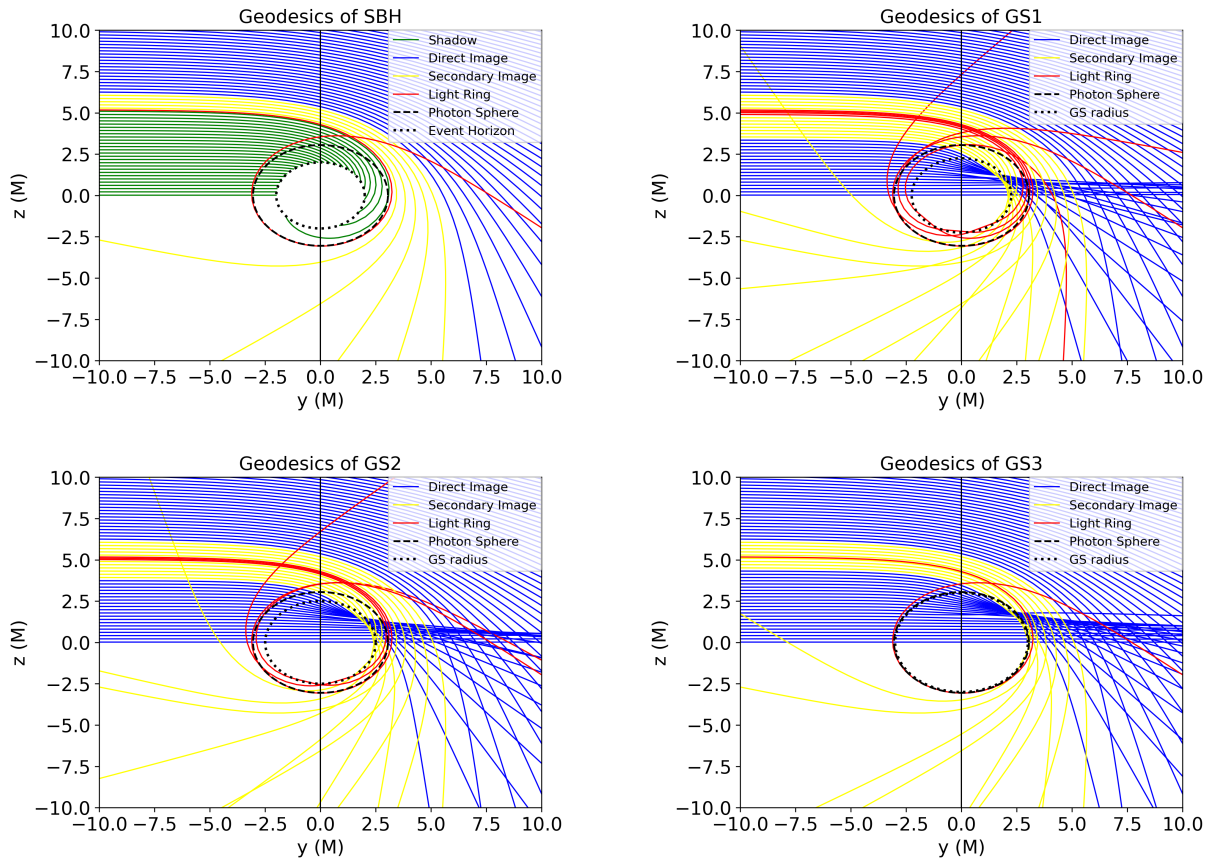 Geodesics of SBH
z (M)
10.0
7.5
5.0
2.5
0.0
−2.5
−5.0
−7.5
−10.0
Shadow
Direct Image
Secondary Image
Light Ring
Photon Sphere
Event Horizon
−10.0 −7.5 −5.0 −2.5 0.0 2.5 5.0 7.5 10.0
y (M)
Geodesics of GS1
z (M)
10.0
7.5
5.0
2.5
0.0
−2.5
−5.0
−7.5
−10.0
Direct Image
Secondary Image
Light Ring
Photon Sphere
GS radius
−10.0 −7.5 −5.0 −2.5 0.0 2.5 5.0 7.5 10.0
y (M)
Geodesics of GS2
z (M)
10.0
7.5
5.0
2.5
0.0
−2.5
−5.0
−7.5
−10.0
Direct Image
Secondary Image
Light Ring
Photon Sphere
GS radius
−10.0 −7.5 −5.0 −2.5 0.0 2.5 5.0 7.5 10.0
y (M)
Geodesics of GS3
z (M)
10.0
7.5
5.0
2.5
0.0
−2.5
−5.0
−7.5
−10.0
Direct Image
Secondary Image
Light Ring
Photon Sphere
GS radius
−10.0 −7.5 −5.0 −2.5 0.0 2.5 5.0 7.5 10.0
y (M)